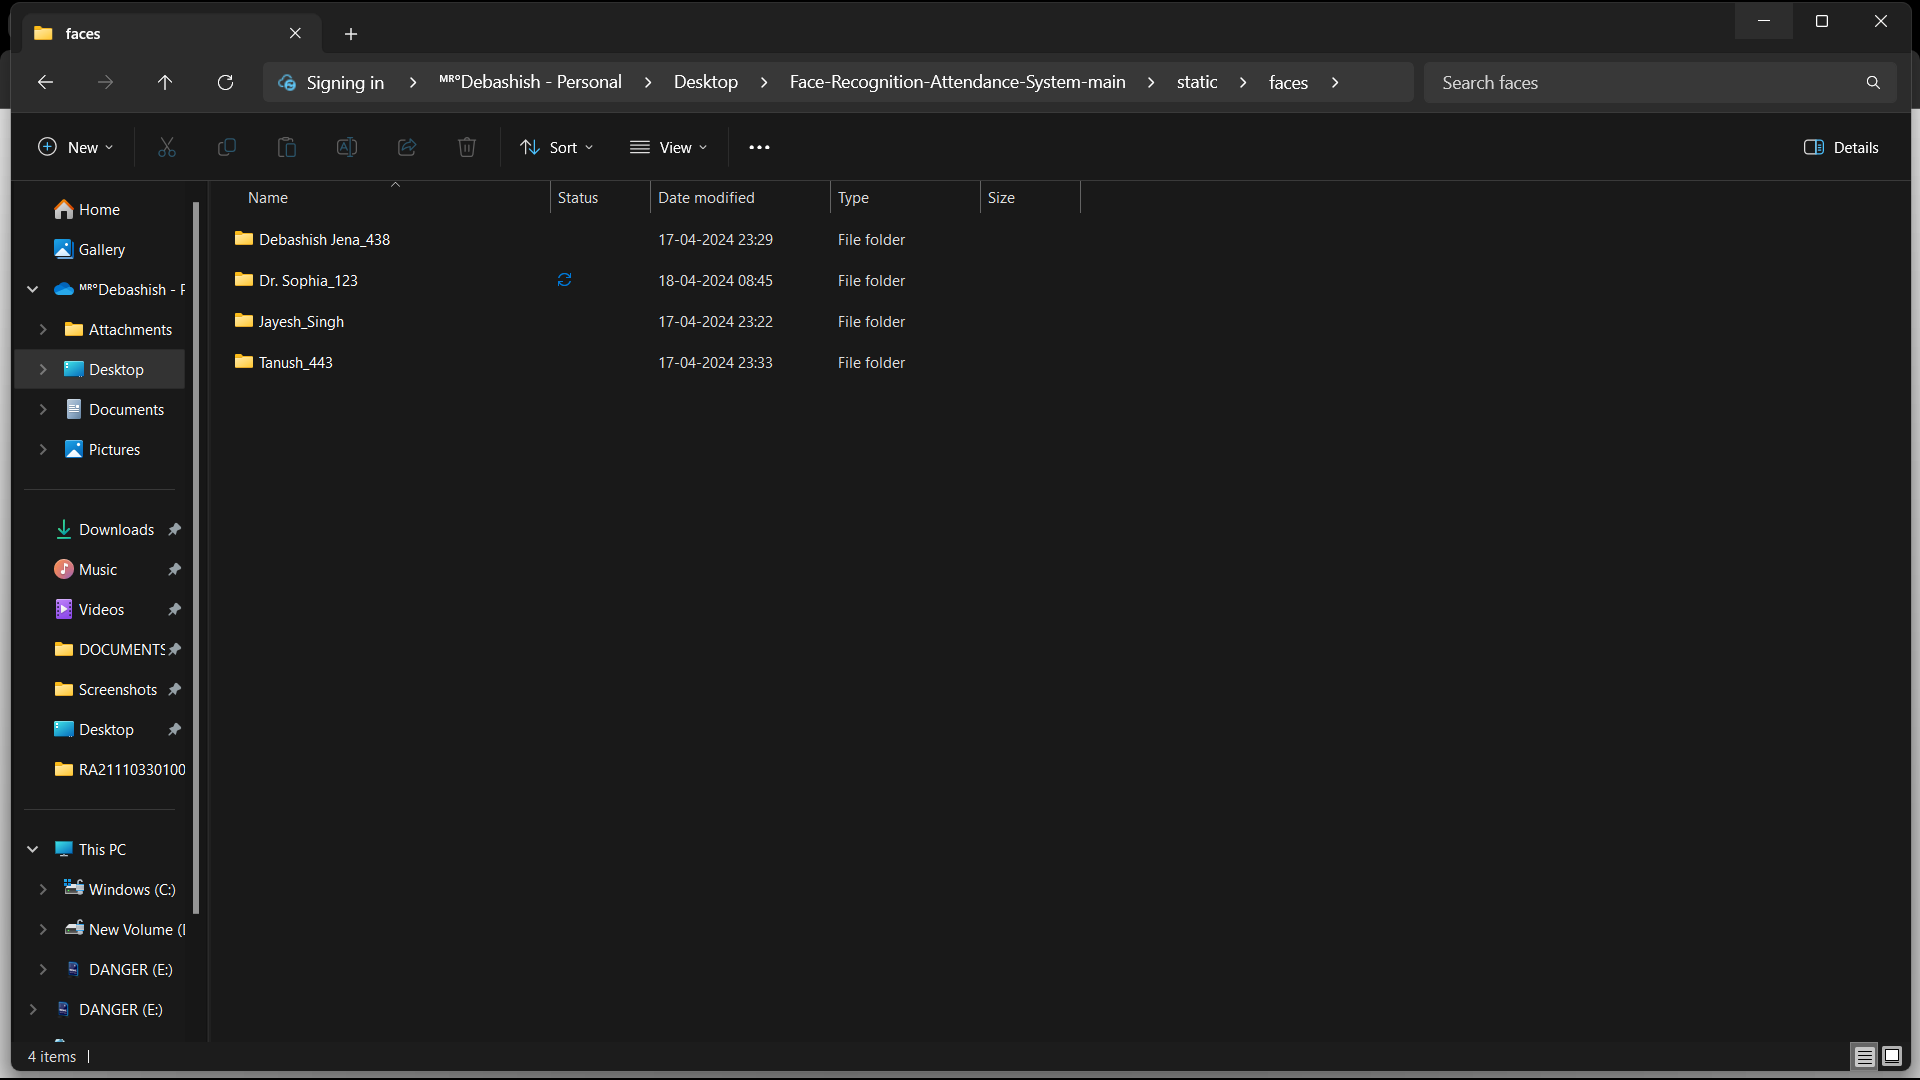 faces
Signing in
ᴹᴿ°Debashish - Personal
Desktop
Face-Recognition-Attendance-System-main
static
faces
Search faces
New
Sort
View
Details
Name
Status
Date modified
Type
Size
Debashish Jena_438
17-04-2024 23:29
File folder
Dr. Sophia_123
18-04-2024 08:45
File folder
Jayesh_Singh
17-04-2024 23:22
File folder
Tanush_443
17-04-2024 23:33
File folder
Home
Gallery
ᴹᴿ°Debashish -
Attachments
Desktop
Documents
Pictures
Downloads
Music
Videos
DOCUMENTS
Screenshots
Desktop
RA21110330100
This PC
Windows (C:)
New Volume
DANGER (E:)
DANGER (E:)
4 items